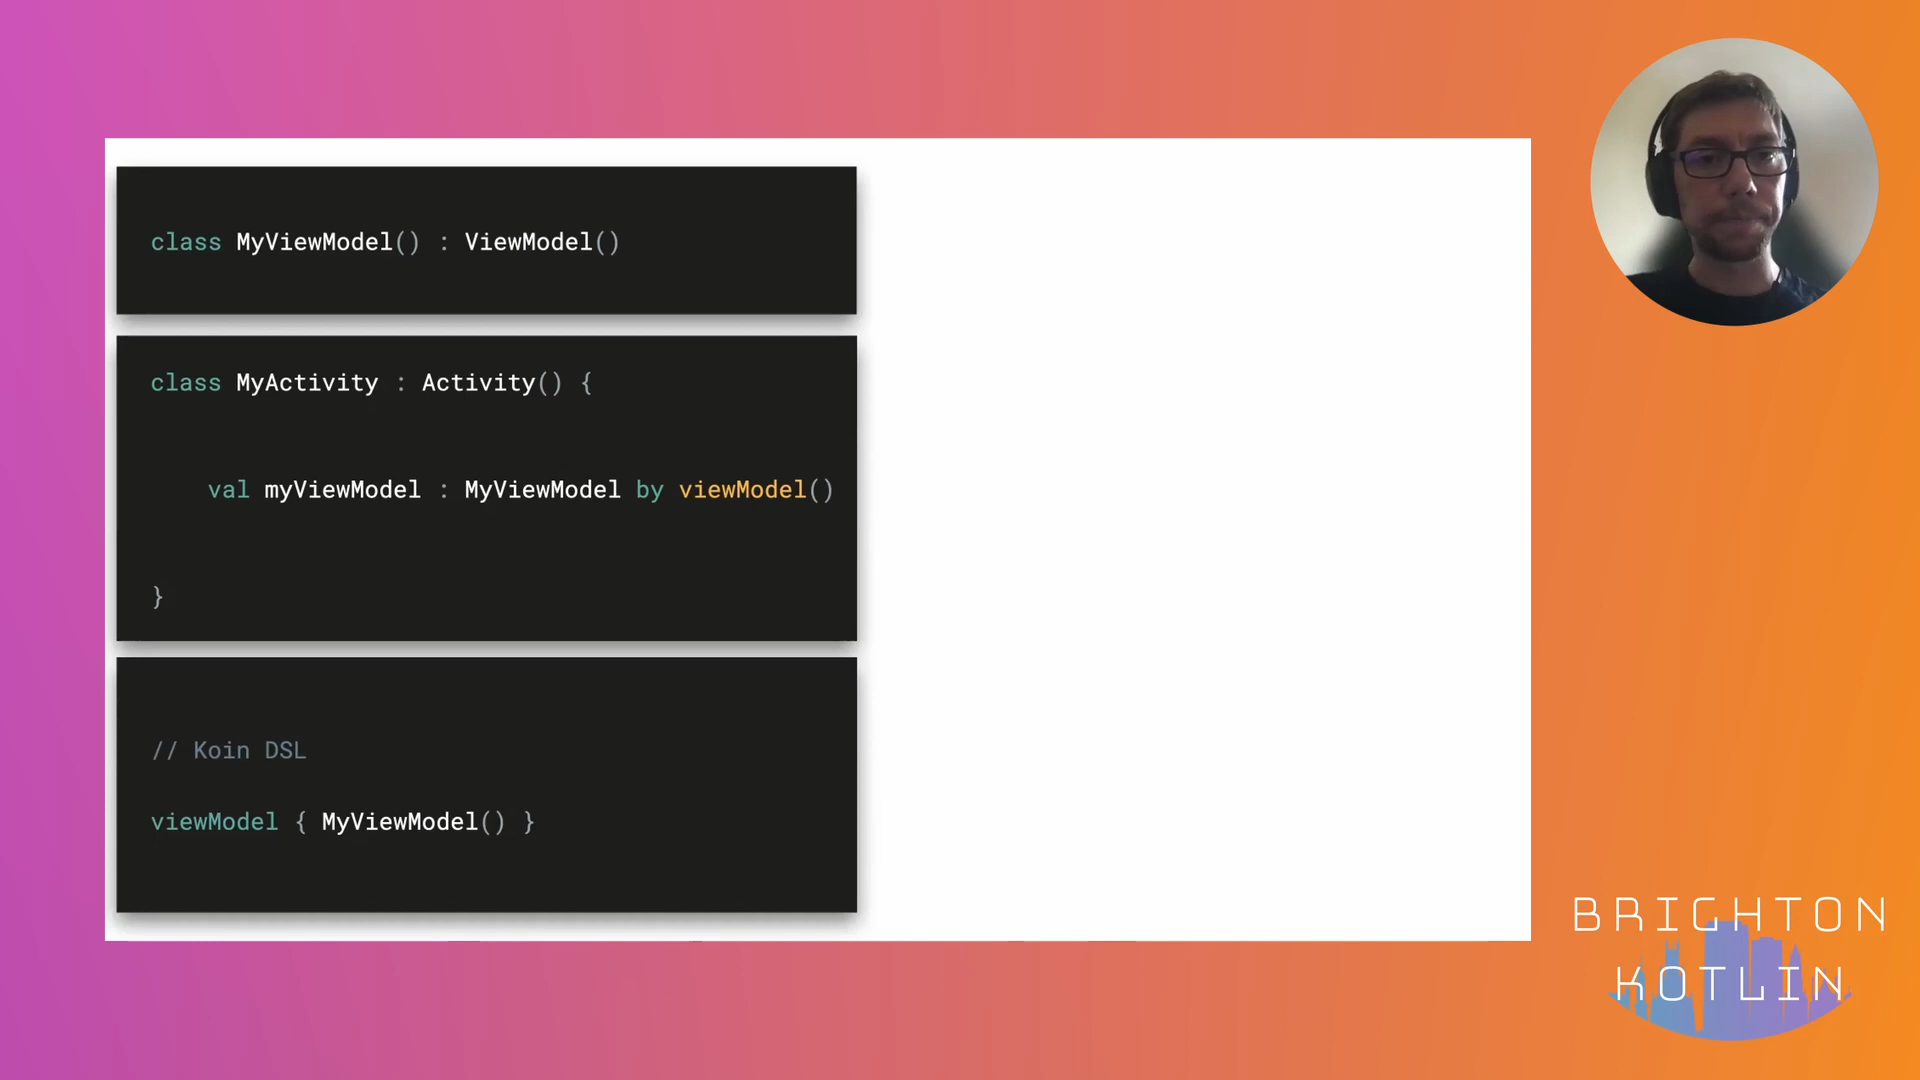 class MyViewModel() : ViewModel()
class MyActivity : Activity() {
val myViewModel : MyViewModel by viewModel()
}
// Koin DSL
viewModel { MyViewModel() }
BRIGHTON
KOTLIN